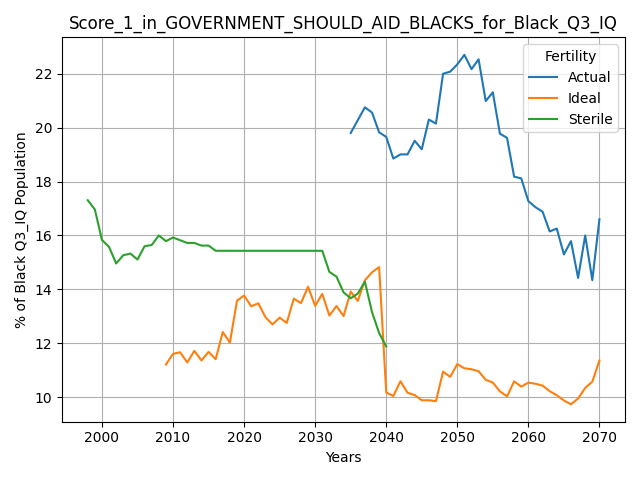 Score_1_in_GOVERNMENT_SHOULD_AID_BLACKS_for_Black_Q3_IQ
Fertility
Actual
Ideal
Sterile
% of Black Q3_IQ Population
22
20
18
16
14
12
10
2000 2010 2020 2030 2040 2050 2060 2070
Years